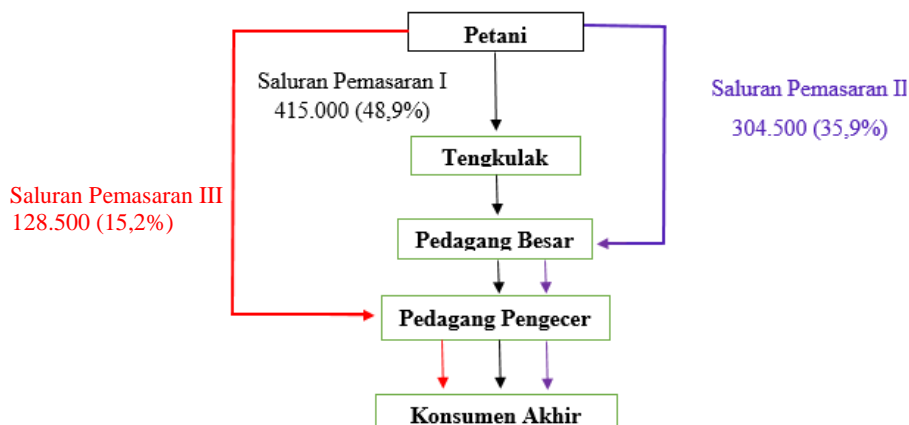 Petani
Saluran Pemasaran I
415.000 (48,9%)
Saluran Pemasaran II
304.500 (35,9%)
Tengkulak
Saluran Pemasaran III
128.500 (15,2%)
Pedagang Besar
Pedagang Pengecer
Konsumen Akhir